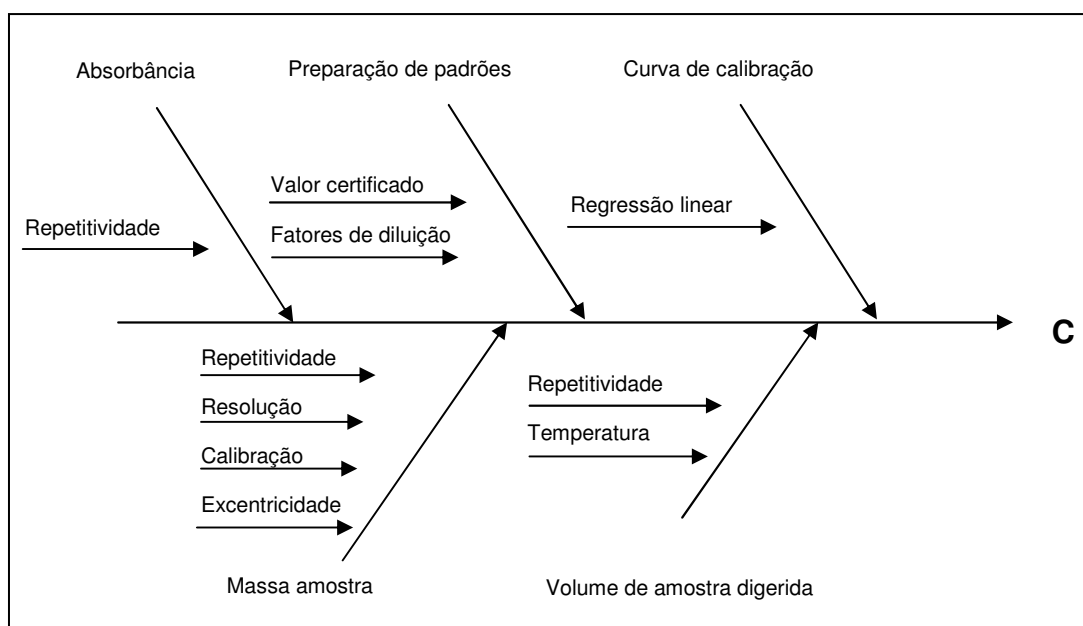 Absorbância
Preparação de padrões
Curva de calibração
Valor certificado
Regressão linear
Repetitividade
Fatores de diluição
C
Repetitividade
Resolução
Calibração
Excentricidade
Repetitividade
Temperatura
Massa amostra
Volume de amostra digerida